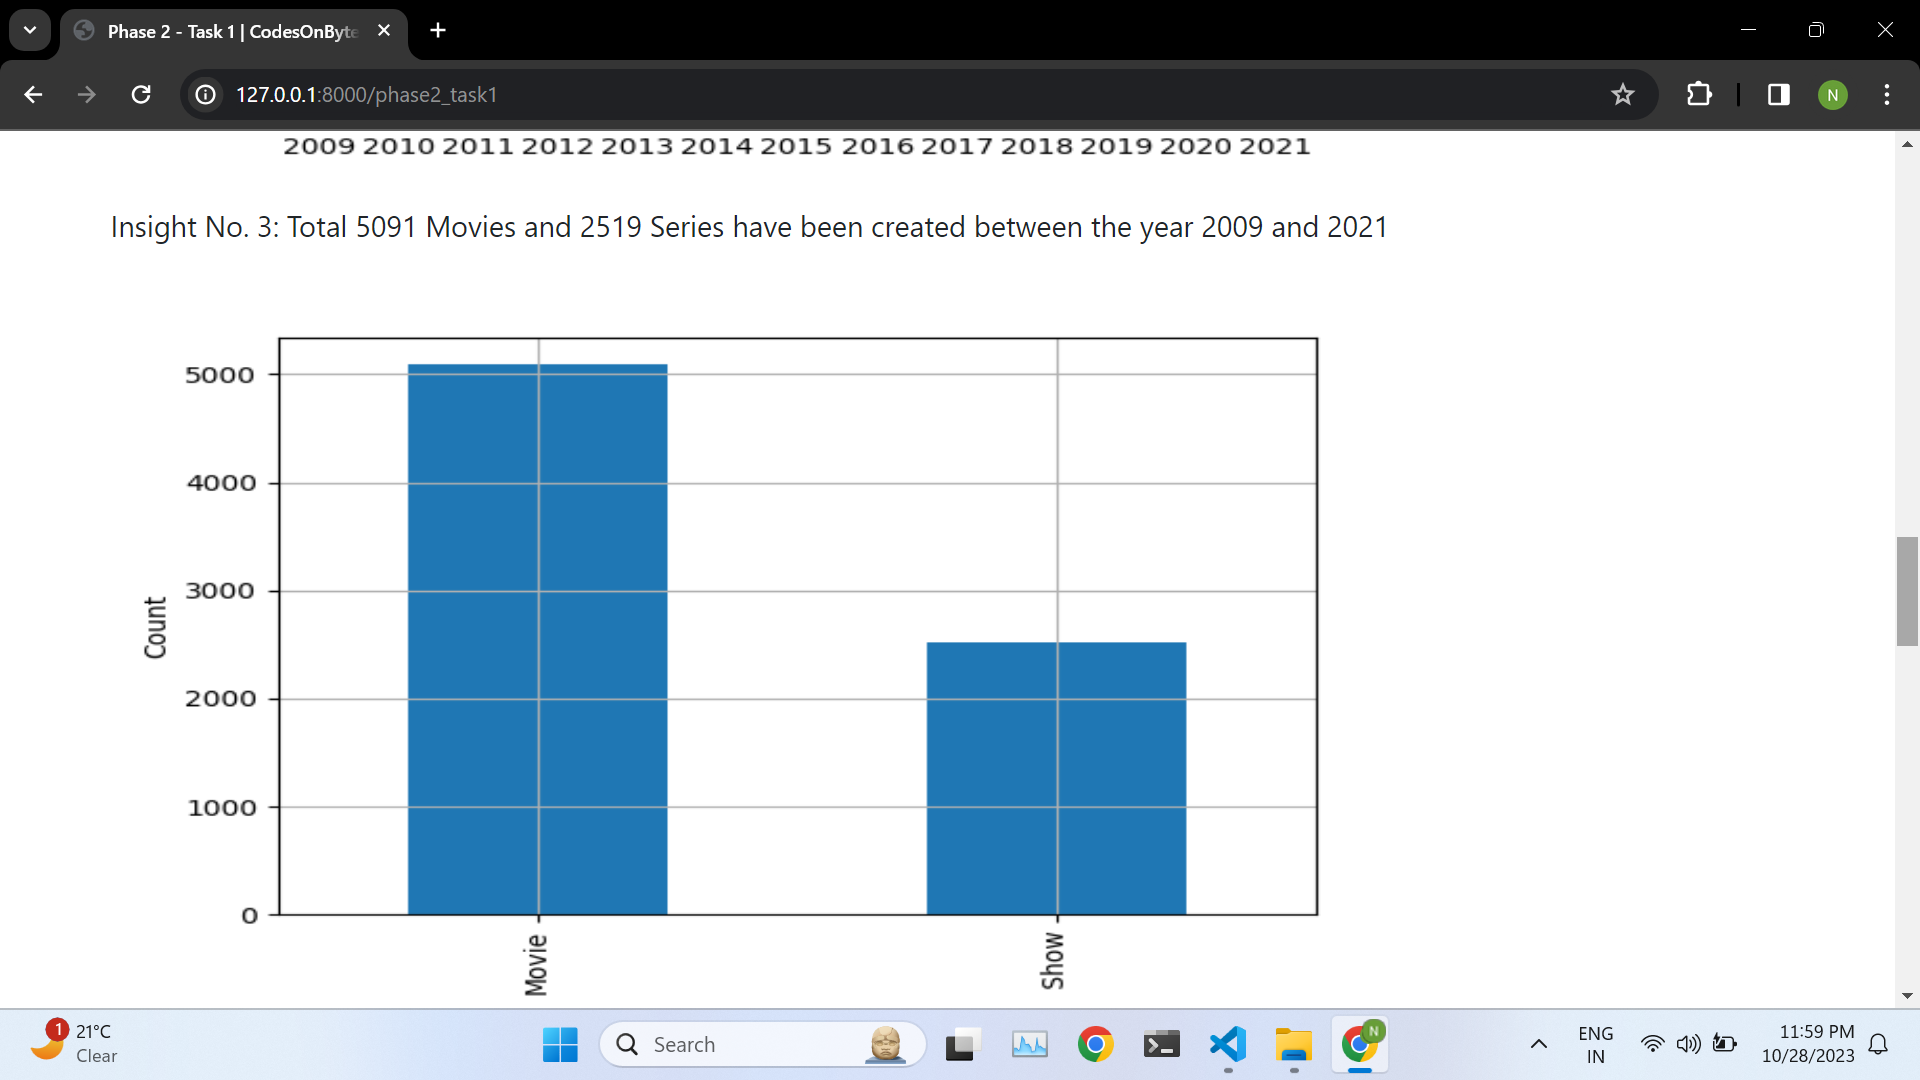 Phase 2 - Task 1 | CodesOnByte
127.0.0.1:8000/phase2_task1
N
2009 2010 2011 2012 2013 2014 2015 2016 2017 2018 2019 2020 2021
Insight No. 3: Total 5091 Movies and 2519 Series have been created between the year 2009 and 2021
5000
4000
3000
2000
1000
0
Count
Movie
Show
1
21°C
Clear
Search
N
ENG
IN
11:59 PM
10/28/2023